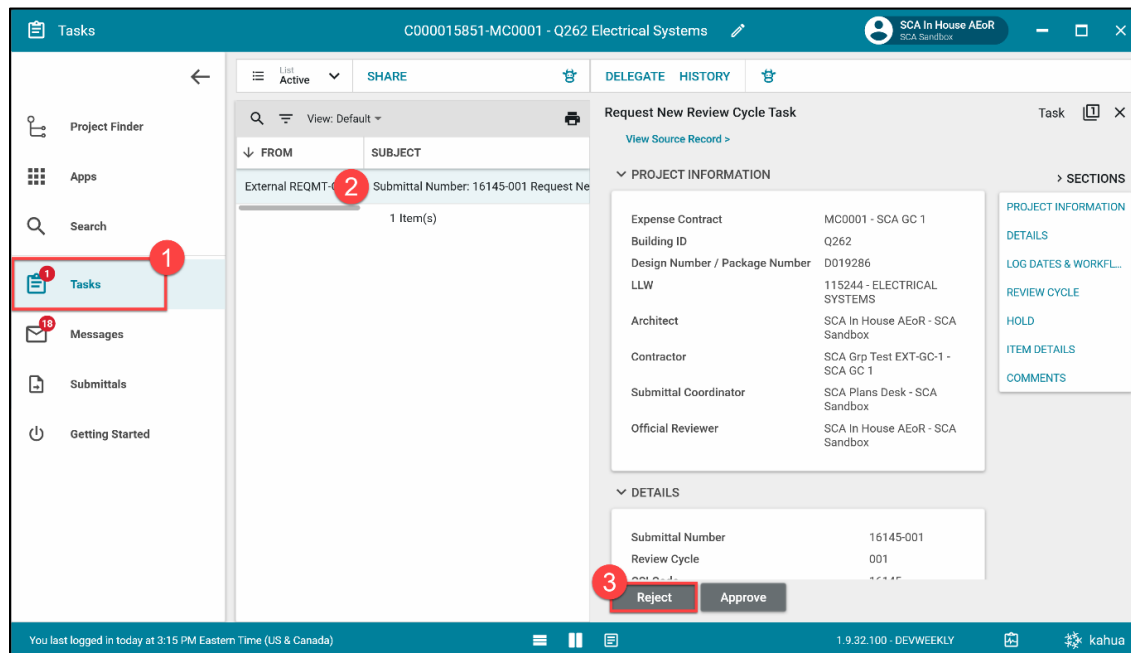 Tasks
C000015851-MC0001 - Q262 Electrical Systems
SCA In House AEoR
SCA Sandbox
List
Active
SHARE
DELEGATE HISTORY
Project Finder
Apps
Search
1
1
Tasks
18
Messages
Submittals
Getting Started
View: Default
FROM SUBJECT
External REQMT- 2 Submittal Number: 16145-001 Request Ne
1 Item(s)
Request New Review Cycle Task
Task 1
View Source Record >
PROJECT INFORMATION
Expense Contract MC0001 - SCA GC 1
Building ID Q262
Design Number / Package Number D019286
LLW 115244 - ELECTRICAL
SYSTEMS
Architect SCA In House AEoR - SCA
Sandbox
Contractor SCA Grp Test EXT-GC-1 -
SCA GC 1
Submittal Coordinator SCA Plans Desk - SCA
Sandbox
Official Reviewer SCA In House AEoR - SCA
Sandbox
DETAILS
Submittal Number 16145-001
Review Cycle 001
3
Reject Approve
> SECTIONS
PROJECT INFORMATION
DETAILS
LOG DATES & WORKFL...
REVIEW CYCLE
HOLD
ITEM DETAILS
COMMENTS
You last logged in today at 3:15 PM Eastern Time (US & Canada)
1.9.32.100 - DEVWEEKLY
kahua